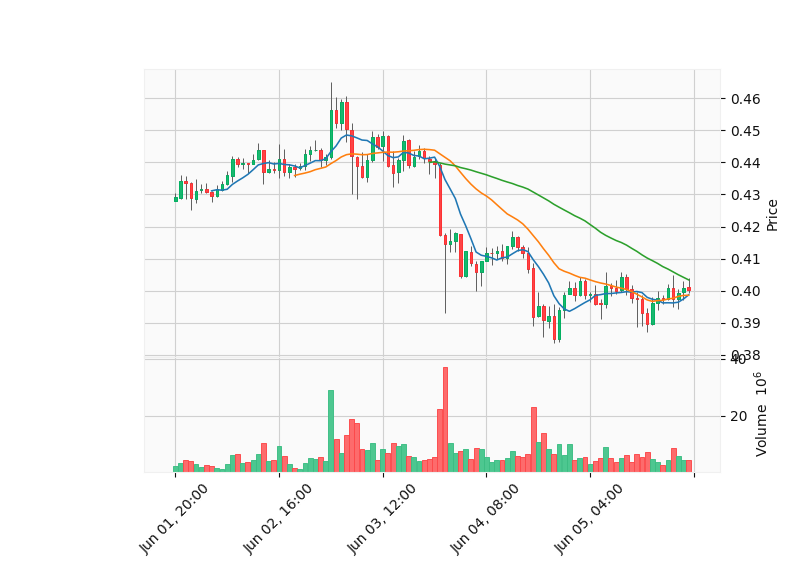 0.46
0.45
0.44
0.43
0.42
0.41
0.40
0.39
0.38
Price
40
20
Volume 10^6
Jun 01, 20:00
Jun 02, 16:00
Jun 03, 12:00
Jun 04, 08:00
Jun 05, 04:00